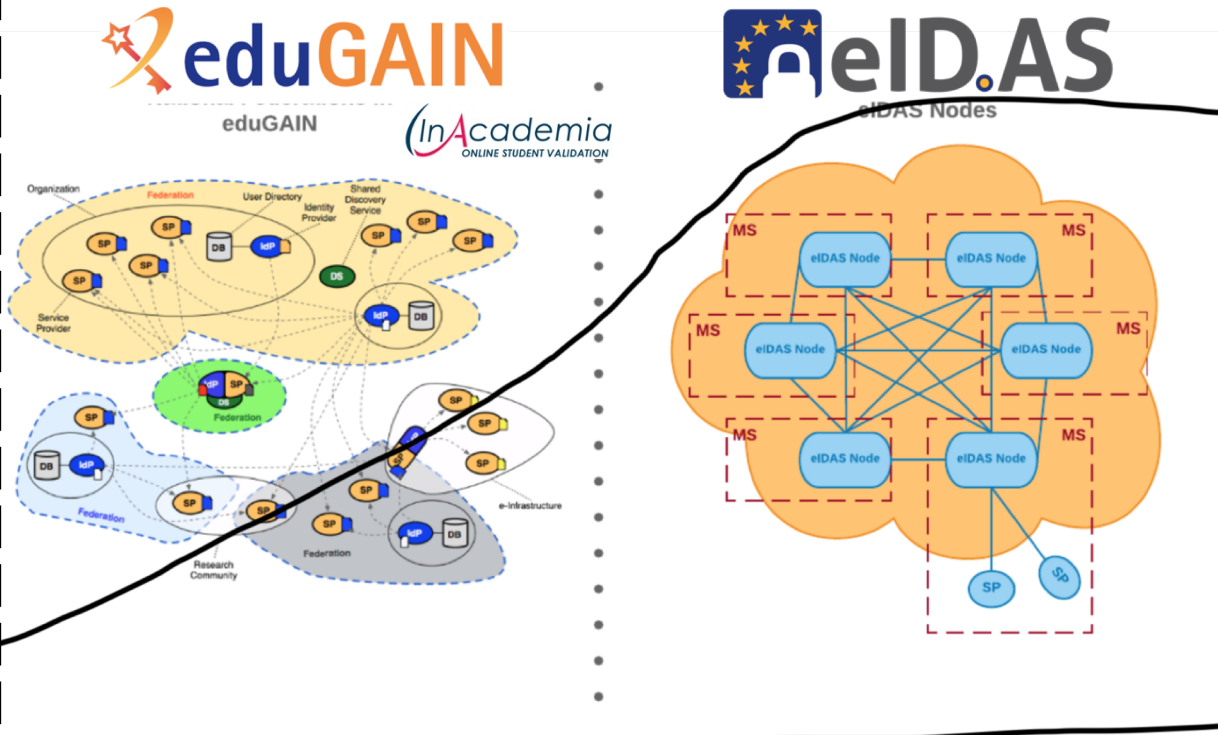 eduGAIN
eduGAIN
InAcademia
ONLINE STUDENT VALIDATION
Organization
Federation
User Directory
Shared
Discovery
Service
Identity
Provider
SP
SP
SP
SP
DB
IdP
SP
SP
SP
DS
Service
Provider
IdP
DB
IdP
SP
DS
Federation
SP
DB
IdP
Federation
SP
SP
Research
Community
SP
SP
SP
SP
e-Infrastructure
SP
SP
IdP
DB
Federation
eID.AS
eIDAS Nodes
MS
eIDAS Node
MS
eIDAS Node
MS
eIDAS Node
MS
eIDAS Node
MS
eIDAS Node
MS
eIDAS Node
SP
SP